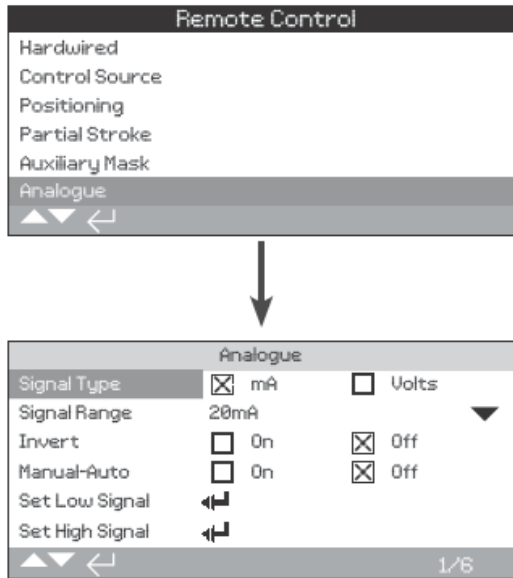 Remote Control
Hardwired
Control Source
Positioning
Partial Stroke
Auxiliary Mask
Analogue
Analogue
Signal Type mA Volts
Signal Range 20mA
Invert On Off
Manual-Auto On Off
Set Low Signal
Set High Signal
1/6